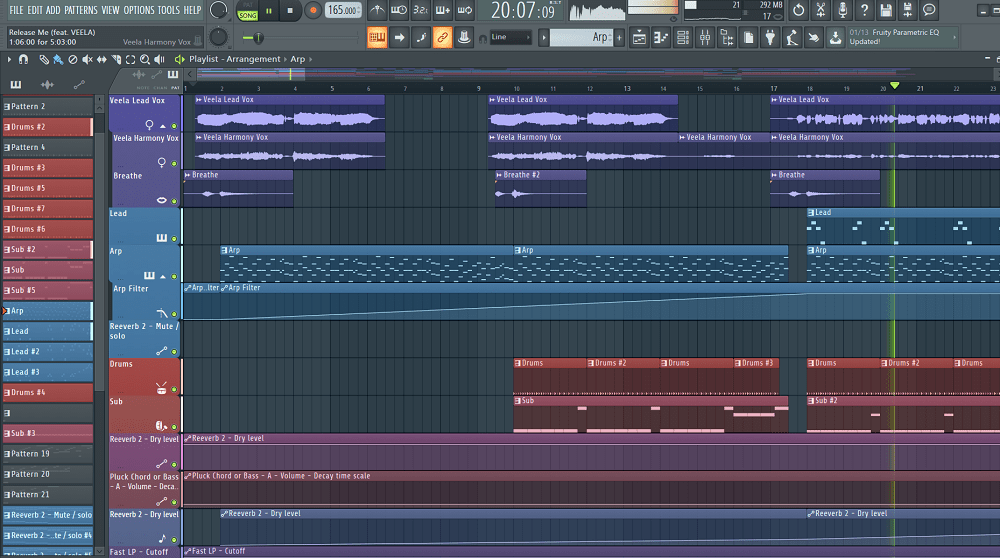 FILE EDIT ADD PATTERNS VIEW OPTIONS TOOLS HELP
PAT
SONG
165.000
20:07:09
21
292 MB
17
Release Me (feat. VEELA)
1:06:00 for 5:03:00
Veela Harmony Vox
Line
Arp
01/13 Fruity Parametric EQ
Updated!
Playlist - Arrangement › Arp ›
1 2 3 4 5 6 7 8 9 10 11 12 13 14 15 16 17 18 19 20 21 22 23
Pattern 2
Drums #2
Pattern 4
Drums #3
Drums #5
Drums #7
Drums #6
Sub #2
Sub
Sub #5
Arp
Lead
Lead #2
Lead #3
Drums #4
Sub #3
Pattern 19
Pattern 20
Pattern 21
Reeverb 2 - Mute / solo
Reeverb 2 -..te / solo #4
Veela Lead Vox
Veela Lead Vox
Veela Lead Vox
Veela Lead Vox
Veela Harmony Vox
Veela Harmony Vox
Veela Harmony Vox
Veela Harmony Vox
Veela Harmony Vox
Breathe
Breathe
Breathe #2
Breathe
Lead
Lead
Arp
Arp
Arp
Arp
Arp Filter
Arp..lter
Arp Filter
Reeverb 2 - Mute /
solo
Drums
Drums
Drums #2
Drums
Drums #3
Drums
Drums #2
Drums
Sub
Sub
Sub #2
Reeverb 2 - Dry level
Reeverb 2 - Dry level
Pluck Chord or Bass
- A - Volume - Deca..
Pluck Chord or Bass - A - Volume - Decay time scale
Reeverb 2 - Dry level
Reeverb 2 - Dry level
Reeverb 2 - Dry level
Fast LP - Cutoff
Fast LP - Cutoff